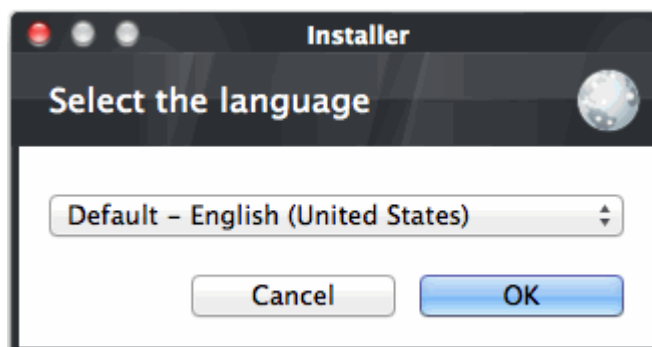 Installer
Select the language
Default – English (United States)
Cancel
OK